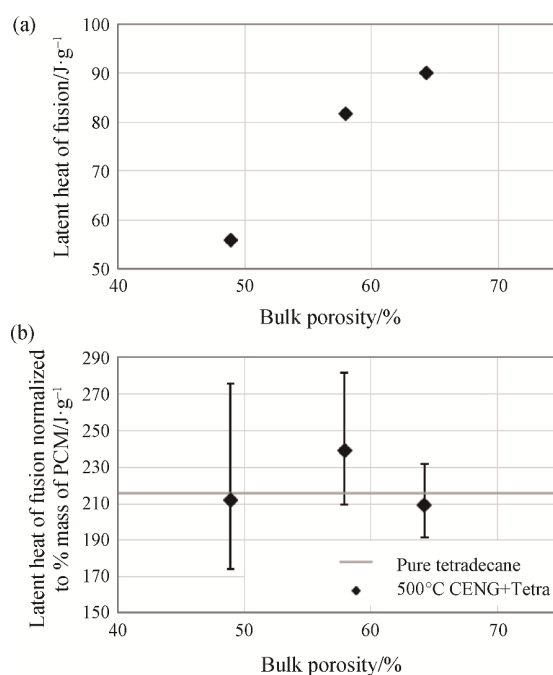 (a)
Latent heat of fusion/J·g⁻¹
100
90
80
70
60
50
40
50
60
70
Bulk porosity/%
(b)
Latent heat of fusion normalized
to % mass of PCM/J·g⁻¹
290
270
250
230
210
190
170
150
Pure tetradecane
500°C CENG+Tetra
40
50
60
70
Bulk porosity/%